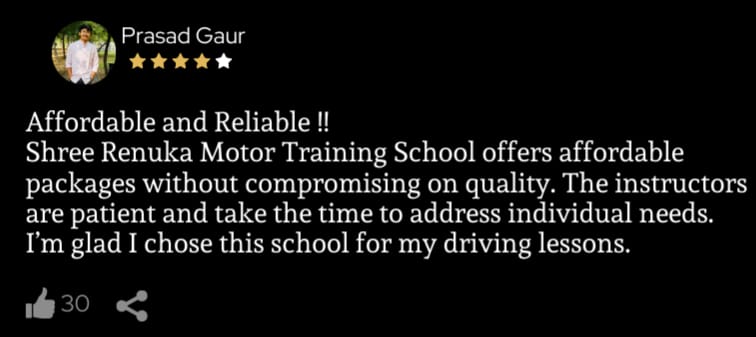 Prasad Gaur
Affordable and Reliable !!
Shree Renuka Motor Training School offers affordable
packages without compromising on quality. The instructors
are patient and take the time to address individual needs.
I'm glad I chose this school for my driving lessons.
30